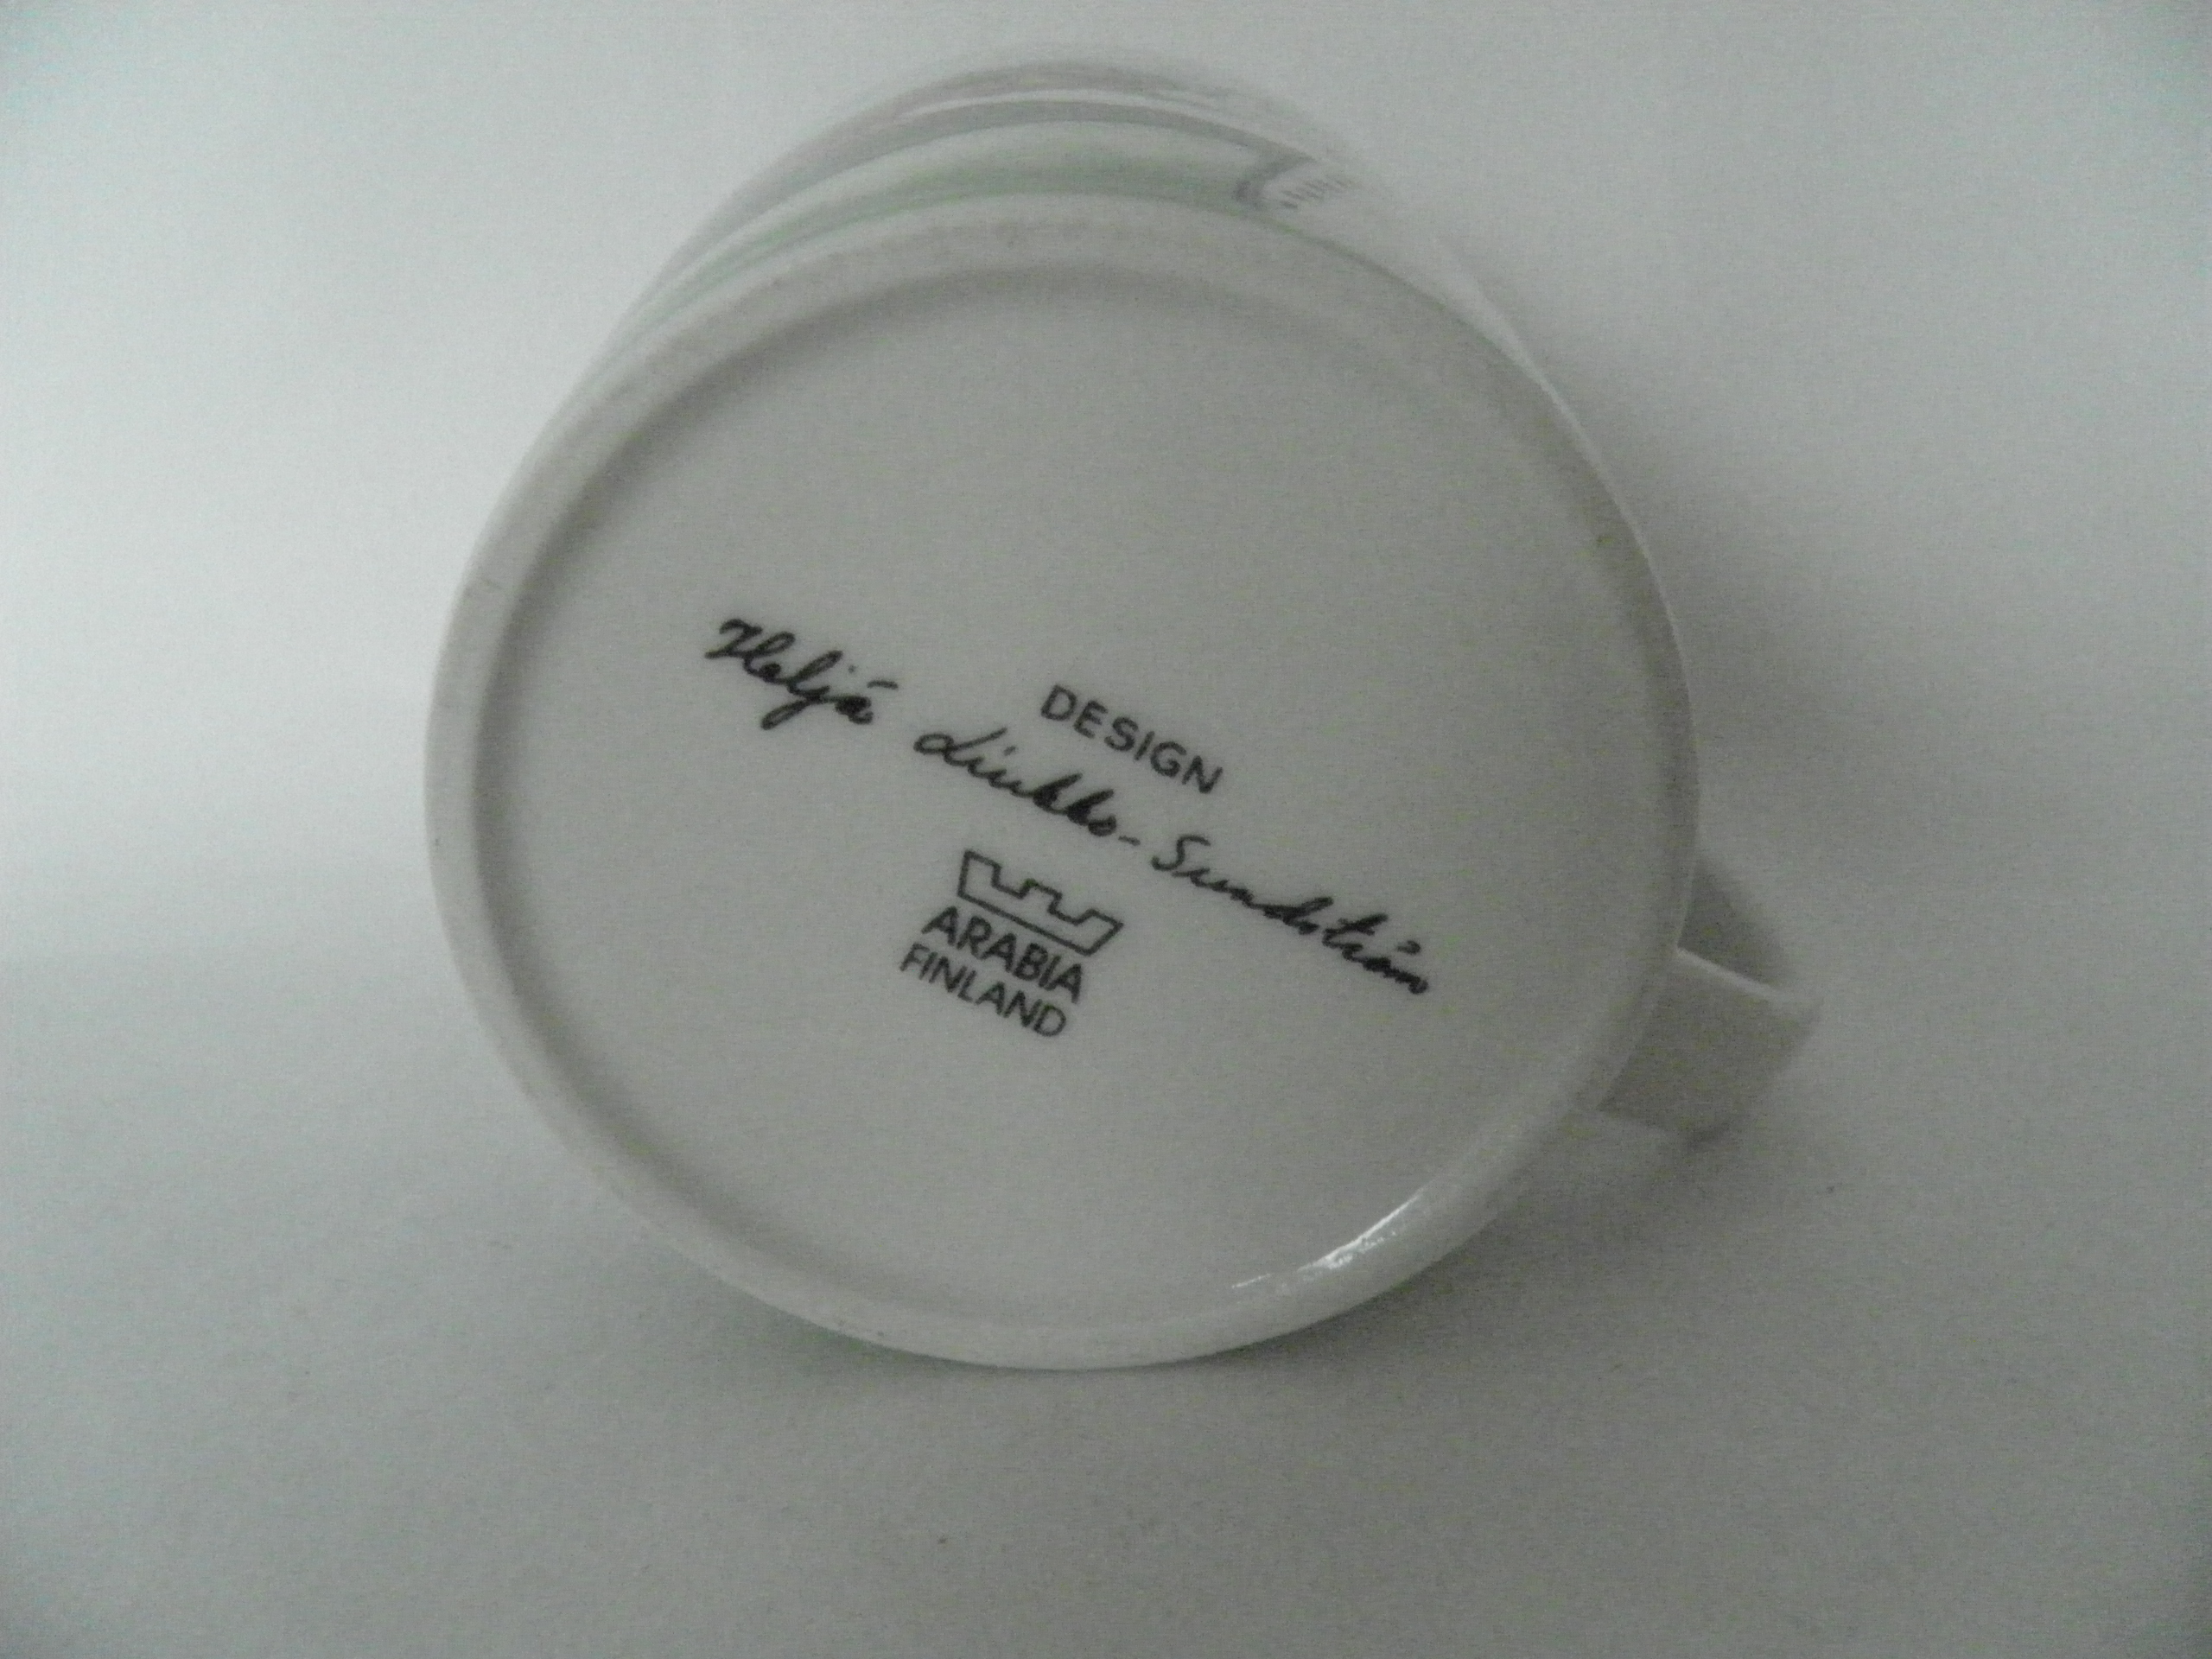 DESIGN
Heljä Liukko-Sundström
ARABIA
FINLAND